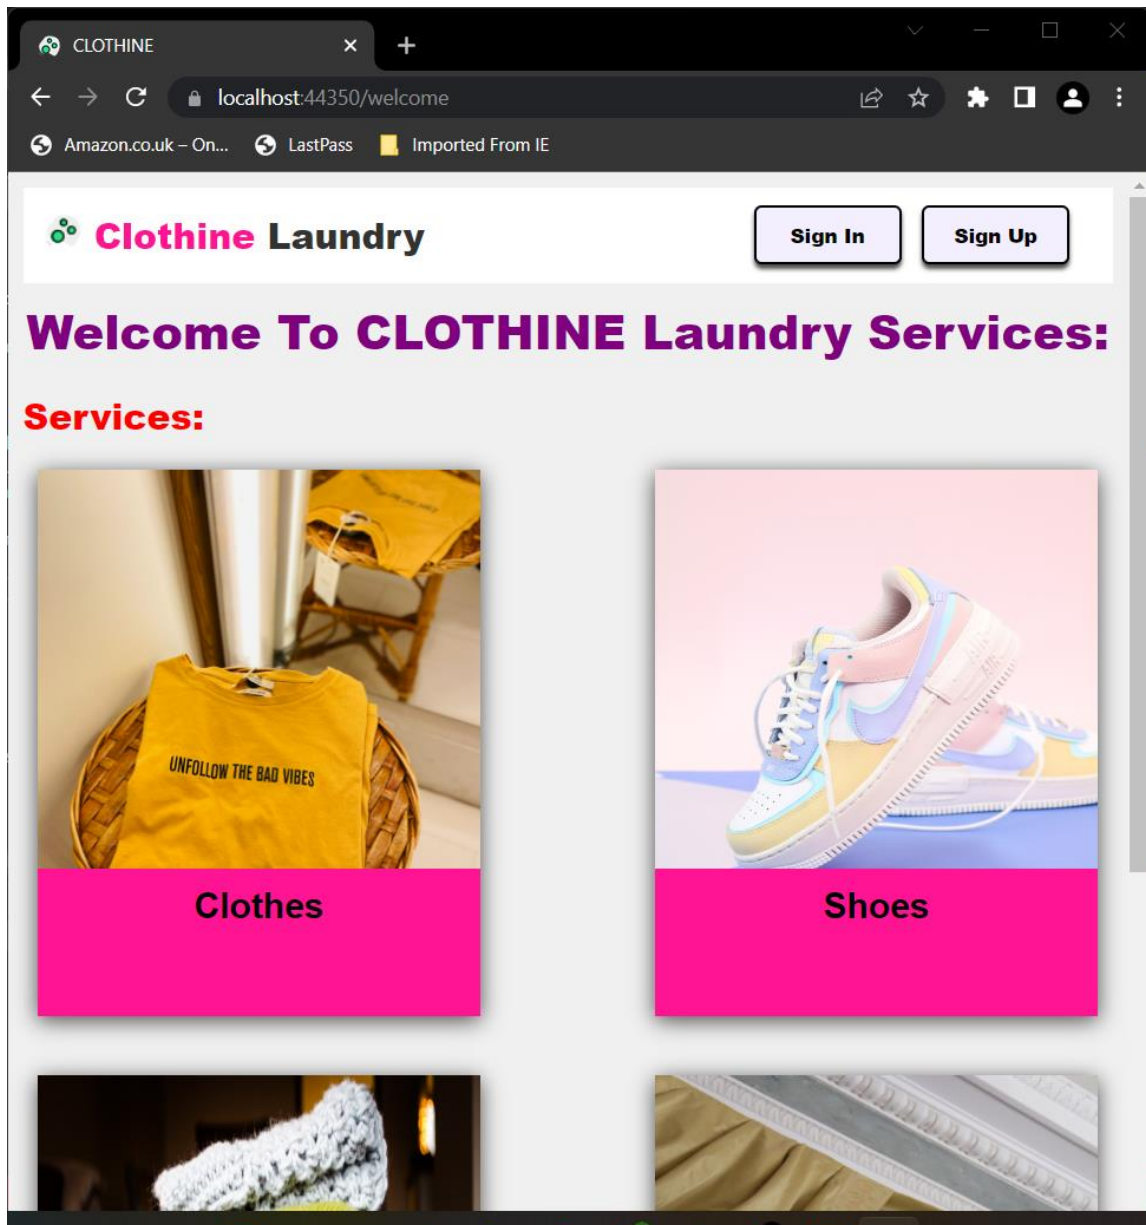 CLOTHINE
localhost:44350/welcome
Amazon.co.uk – On... LastPass Imported From IE
Clothine Laundry Sign In Sign Up
Welcome To CLOTHINE Laundry Services:
Services:
UNFOLLOW THE BAD VIBES
Clothes Shoes